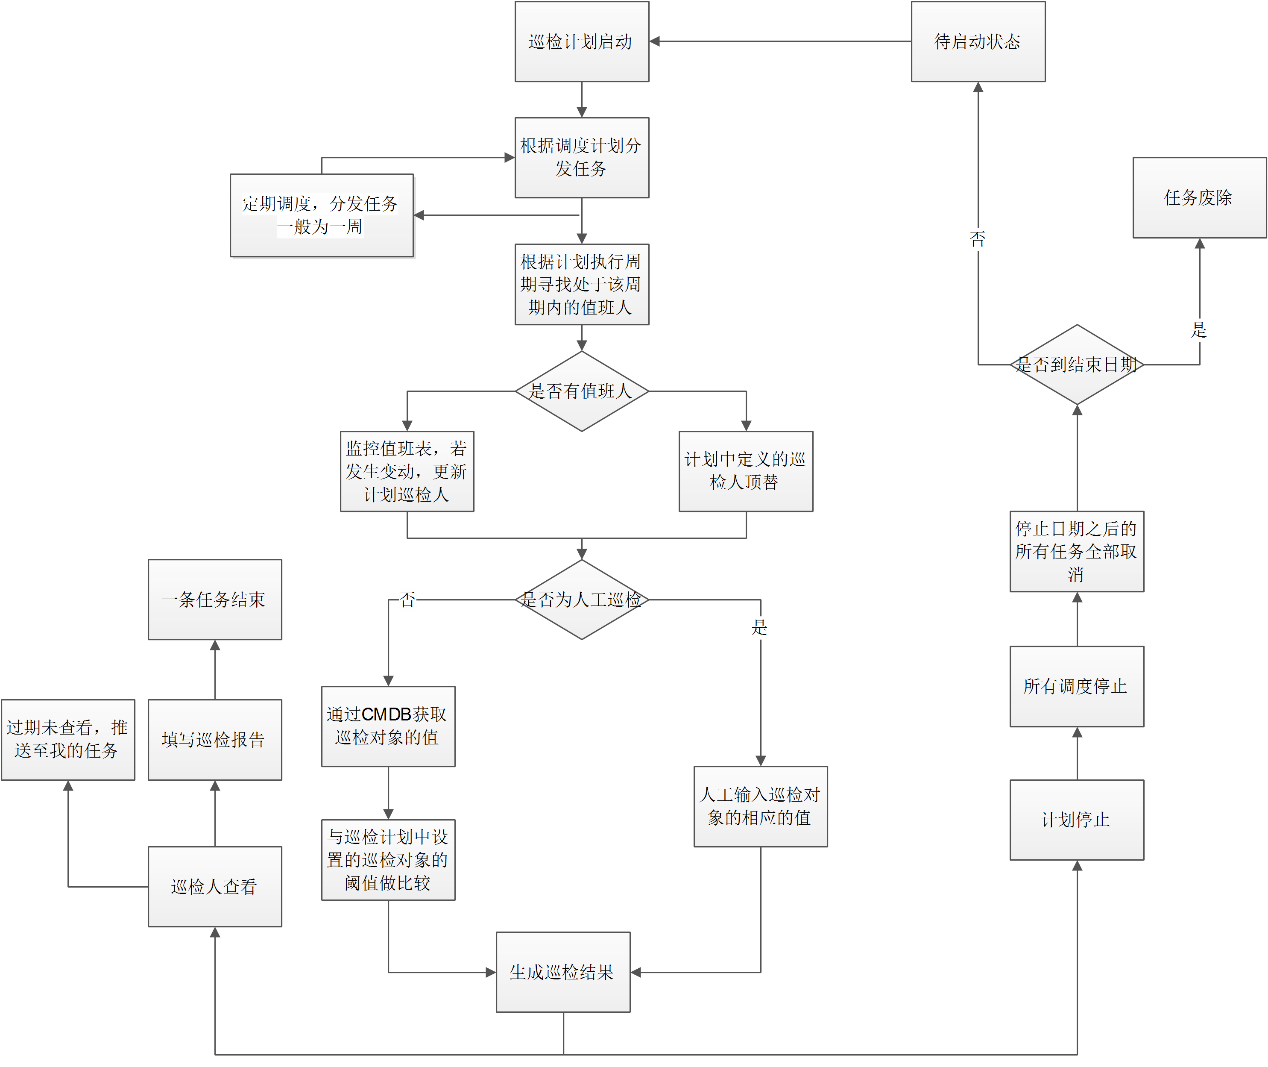 巡检计划启动
待启动状态
根据调度计划分
发任务
任务废除
定期调度，分发任务
一般为一周
否
根据计划执行周
期寻找处于该周
期内的值班人
是
是否到结束日期
是否有值班人
监控值班表，若
发生变动，更新
计划巡检人
计划中定义的巡
检人顶替
停止日期之后的
所有任务全部取
消
一条任务结束
否
是否为人工巡检
是
所有调度停止
过期未查看，推
送至我的任务
填写巡检报告
通过CMDB获取
巡检对象的值
人工输入巡检对
象的相应的值
计划停止
与巡检计划中设
置的巡检对象的
阈值做比较
巡检人查看
生成巡检结果